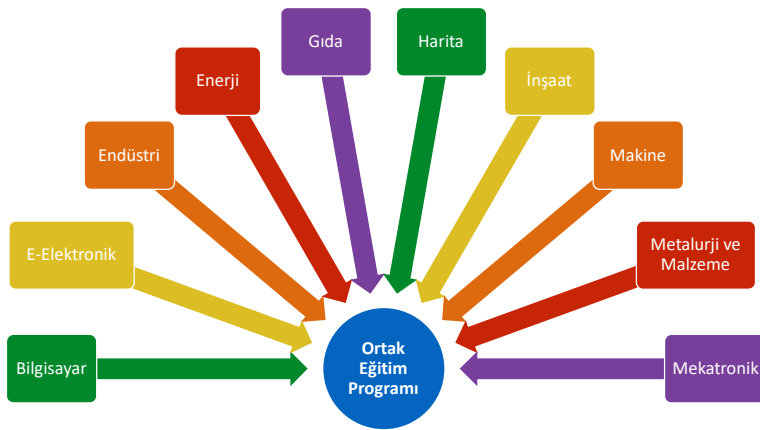 Gıda
Harita
Enerji
İnşaat
Endüstri
Makine
E-Elektronik
Metalurji ve
Malzeme
Bilgisayar
Ortak
Eğitim
Programı
Mekatronik